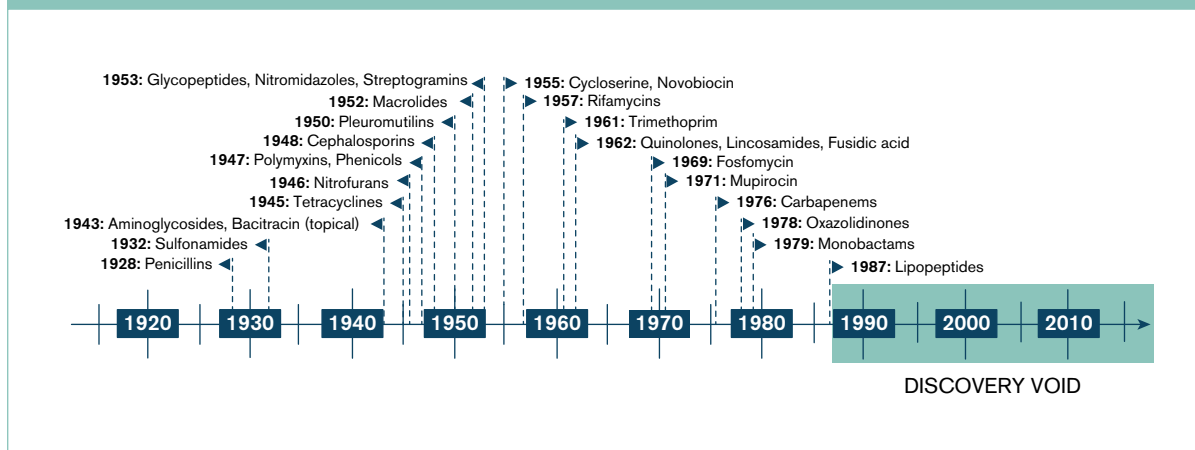 1953: Glycopeptides, Nitromidazoles, Streptogramins
1955: Cycloserine, Novobiocin
1952: Macrolides
1957: Rifamycins
1950: Pleuromutilins
1961: Trimethoprim
1948: Cephalosporins
1962: Quinolones, Lincosamides, Fusidic acid
1947: Polymyxins, Phenicols
1969: Fosfomycin
1946: Nitrofurans
1971: Mupirocin
1945: Tetracyclines
1976: Carbapenems
1943: Aminoglycosides, Bacitracin (topical)
1978: Oxazolidinones
1932: Sulfonamides
1979: Monobactams
1928: Penicillins
1987: Lipopeptides
1920 1930 1940 1950 1960 1970 1980 1990 2000 2010
DISCOVERY VOID